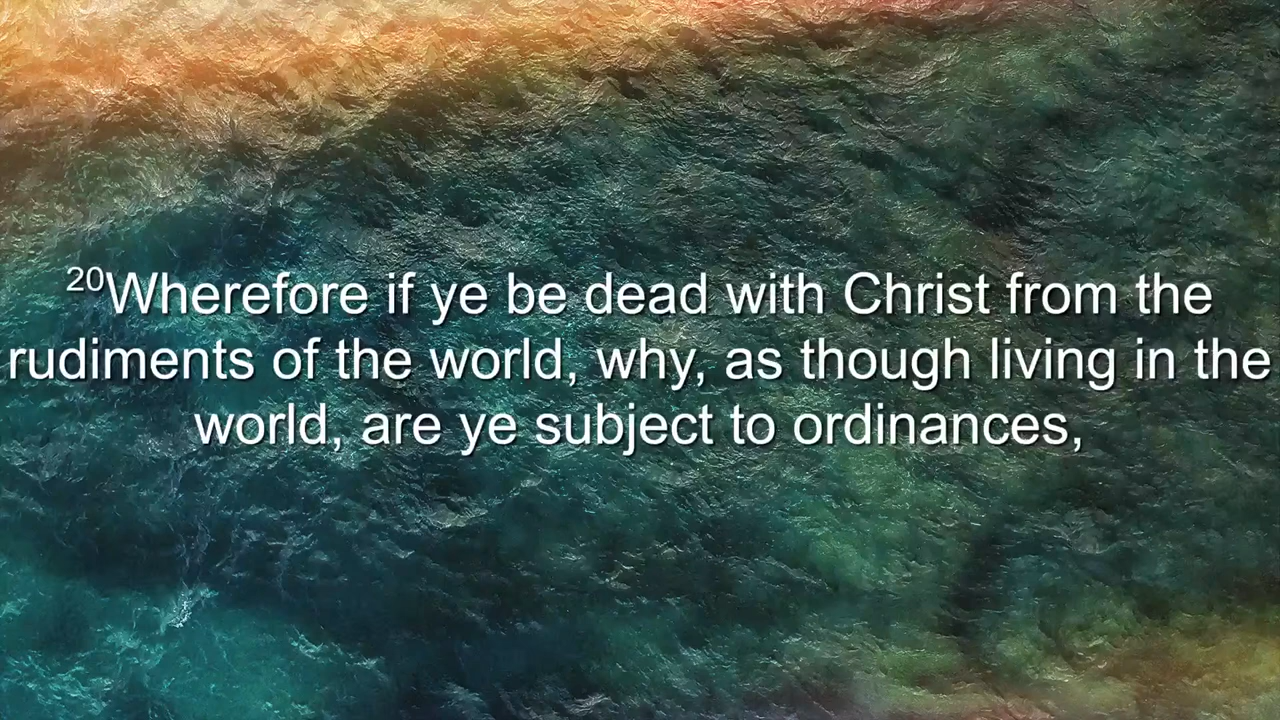 20Wherefore if ye be dead with Christ from the
rudiments of the world, why, as though living in the
world, are ye subject to ordinances,